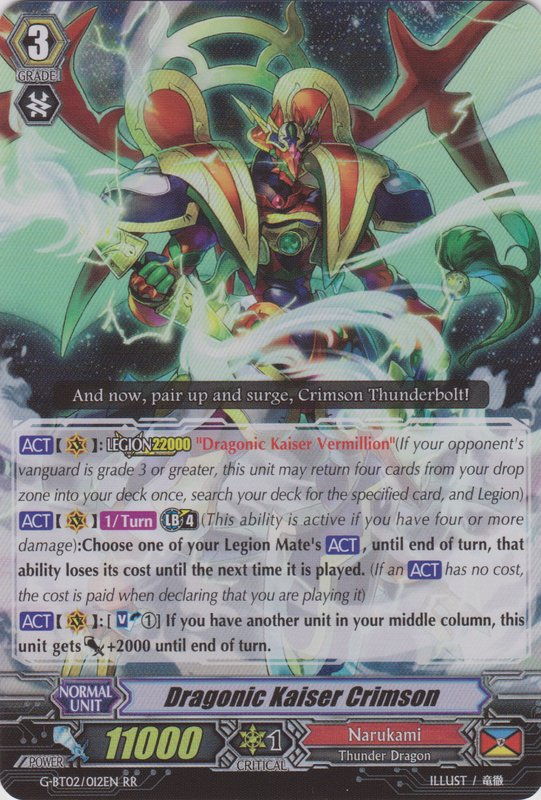 3
GRADE
And now, pair up and surge, Crimson Thunderbolt!
ACT【 】: LEGION 22000 "Dragonic Kaiser Vermillion"(If your opponent's
vanguard is grade 3 or greater, this unit may return four cards from your drop
zone into your deck once, search your deck for the specified card, and Legion)
ACT【 】 1/Turn LB4 (This ability is active if you have four or more
damage):Choose one of your Legion Mate's ACT, until end of turn, that
ability loses its cost until the next time it is played. (If an ACT has no cost,
the cost is paid when declaring that you are playing it)
ACT【 】:[ V ①] If you have another unit in your middle column, this
unit gets +2000 until end of turn.
NORMAL
UNIT
Dragonic Kaiser Crimson
POWER
11000
1
CRITICAL
Narukami
Thunder Dragon
G-BT02/012EN RR
ILLUST / 竜徹